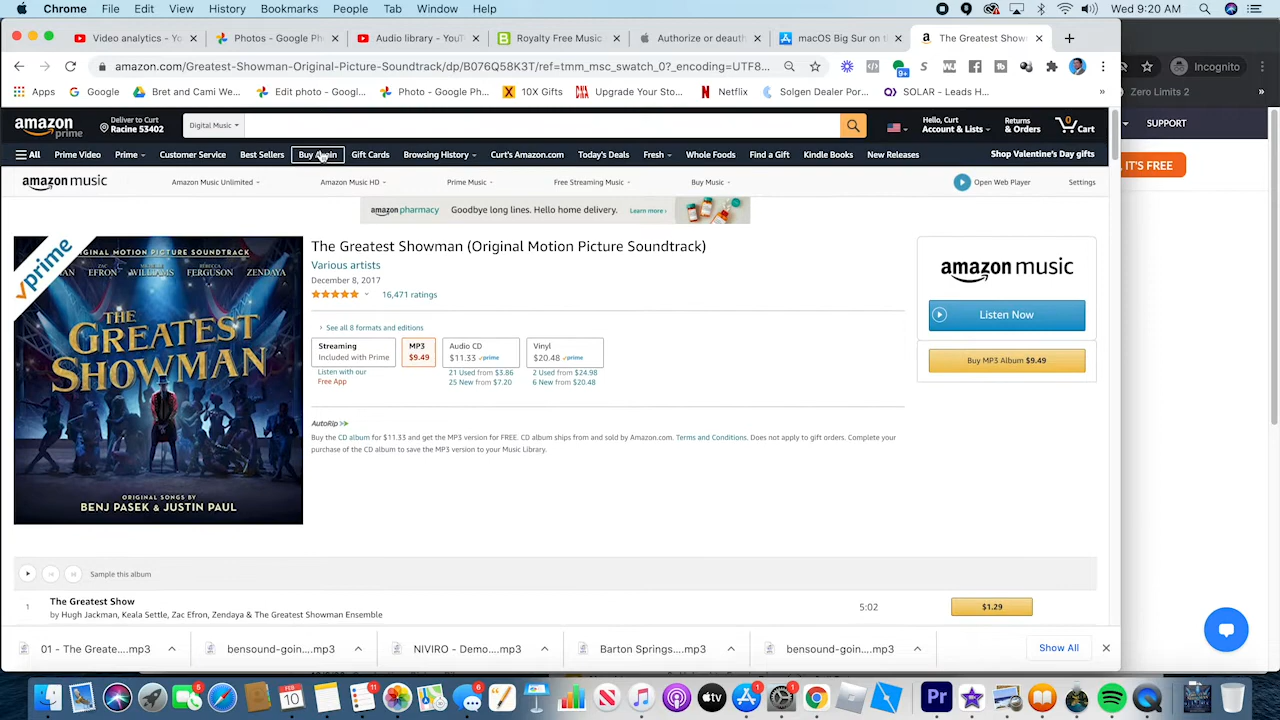 Chrome File Edit View History Bookmarks People Tab Window Help Wed 9:20 AM
Video analytics - Y × Photos - Google Ph × Audio library - YouT × Royalty Free Music × Authorize or deauth × macOS Big Sur on th × The Greatest Show × +
amazon.com/Greatest-Showman-Original-Picture-Soundtrack/dp/B076Q58K3T/ref=tmm_msc_swatch_0?_encoding=UTF8... Incognito
Apps Google Bet and Cami We... Edit photo - Googl... Photo - Google Ph... 10X Gifts Upgrade Your Sto... Netflix Solgen Dealer Por... SOLAR - Leads H... » Zero Limits 2 »
amazon prime Deliver to Curt Racine 53402 Digital Music Hello, Curt Account & Lists Returns & Orders 0 Cart SUPPORT
All Prime Video Prime Customer Service Best Sellers Buy Again Gift Cards Browsing History Curt's Amazon.com Today's Deals Fresh Whole Foods Find a Gift Kindle Books New Releases Shop Valentine's Day gifts
IT'S FREE
amazon music Amazon Music Unlimited Amazon Music HD Prime Music Free Streaming Music Buy Music Open Web Player Settings
amazon pharmacy Goodbye long lines. Hello home delivery. Learn more ›
prime
ORIGINAL MOTION PICTURE SOUNDTRACK
EFRON WILLIAMS FERGUSON ZENDAYA
THE
GREATEST
SHOWMAN
ORIGINAL SONGS BY
BENJ PASEK & JUSTIN PAUL
The Greatest Showman (Original Motion Picture Soundtrack)
Various artists
December 8, 2017
16,471 ratings
› See all 8 formats and editions
Streaming
Included with Prime
Listen with our
Free App
MP3
$9.49
Audio CD
$11.33 prime
21 Used from $3.86
25 New from $7.20
Vinyl
$20.48 prime
2 Used from $24.98
6 New from $20.48
AutoRip >>
Buy the CD album for $11.33 and get the MP3 version for FREE. CD album ships from and sold by Amazon.com. Terms and Conditions. Does not apply to gift orders. Complete your
purchase of the CD album to save the MP3 version to your Music Library.
amazon music
Listen Now
Buy MP3 Album $9.49
Sample this album
1 The Greatest Show 5:02 $1.29
by Hugh Jackman, Keala Settle, Zac Efron, Zendaya & The Greatest Showman Ensemble
01 - The Greate....mp3 bensound-goin....mp3 NIVIRO - Demo....mp3 Barton Springs....mp3 bensound-goin....mp3 Show All ×